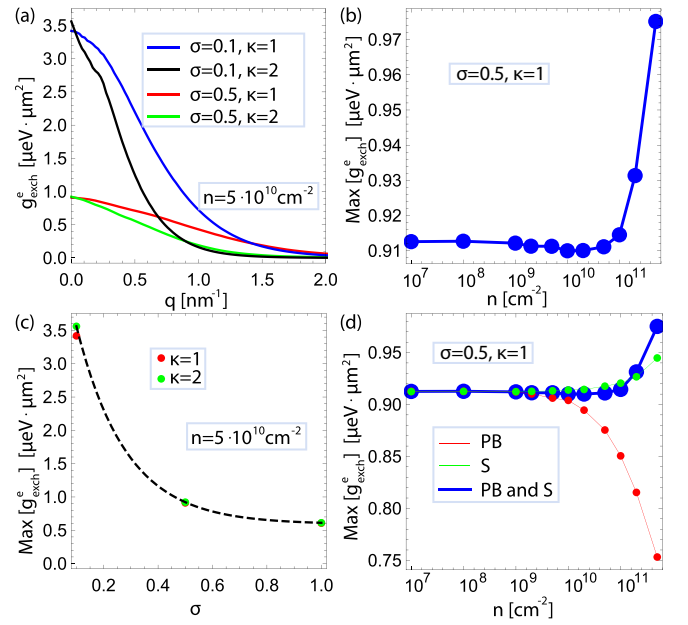 (a)
g^e_exch [μeV· μm²]
3.5
3.0
2.5
2.0
1.5
1.0
0.5
0.0
σ=0.1, κ=1
σ=0.1, κ=2
σ=0.5, κ=1
σ=0.5, κ=2
n=5 ·10¹⁰cm⁻²
0.0 0.5 1.0 1.5 2.0
q [nm⁻¹]
(b)
Max [g^e_exch] [μeV· μm²]
0.97
0.96
0.95
0.94
0.93
0.92
0.91
σ=0.5, κ=1
10⁷ 10⁸ 10⁹ 10¹⁰ 10¹¹
n [cm⁻²]
(c)
Max [g^e_exch] [μeV· μm²]
3.5
3.0
2.5
2.0
1.5
1.0
0.5
0.0
κ=1
κ=2
n=5 ·10¹⁰cm⁻²
0.2 0.4 0.6 0.8 1.0
σ
(d)
Max [g^e_exch] [μeV· μm²]
0.95
0.90
0.85
0.80
0.75
σ=0.5, κ=1
PB
S
PB and S
10⁷ 10⁸ 10⁹ 10¹⁰ 10¹¹
n [cm⁻²]